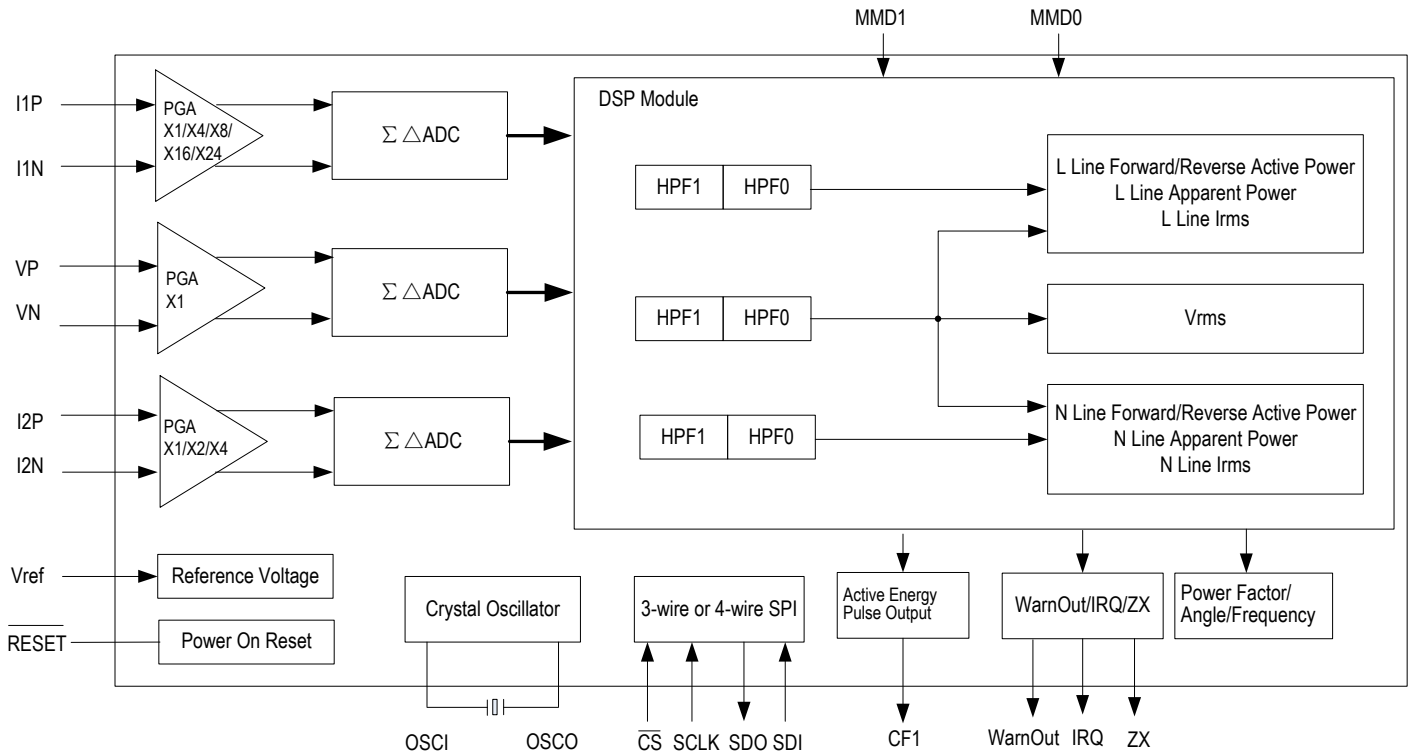 MMD1
MMD0
I1P
I1N
PGA
X1/X4/X8/
X16/X24
Σ △ADC
DSP Module
HPF1
HPF0
L Line Forward/Reverse Active Power
L Line Apparent Power
L Line Irms
VP
VN
PGA
X1
Σ △ADC
HPF1
HPF0
Vrms
I2P
I2N
PGA
X1/X2/X4
Σ △ADC
HPF1
HPF0
N Line Forward/Reverse Active Power
N Line Apparent Power
N Line Irms
Vref
Reference Voltage
RESET
Power On Reset
Crystal Oscillator
3-wire or 4-wire SPI
Active Energy
Pulse Output
WarnOut/IRQ/ZX
Power Factor/
Angle/Frequency
OSCI
OSCO
CS
SCLK
SDO
SDI
CF1
WarnOut
IRQ
ZX